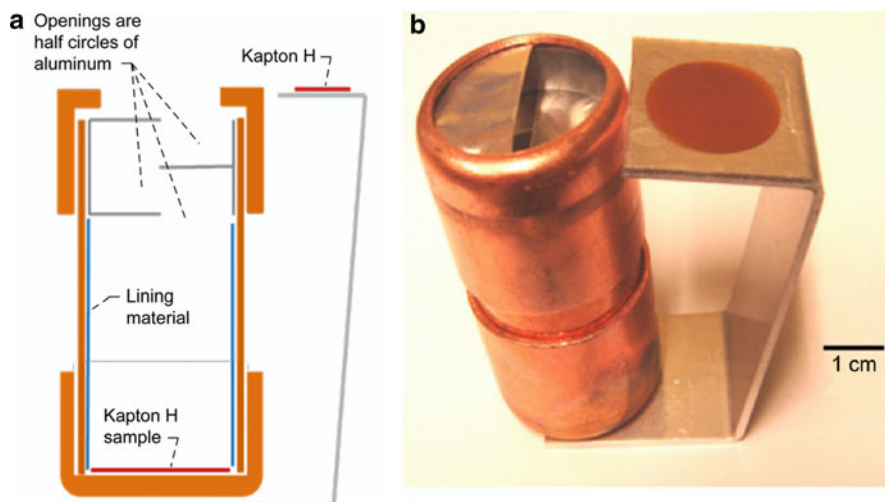 a
Openings are
half circles of
aluminum
Kapton H
Lining
material
Kapton H
sample
b
1 cm